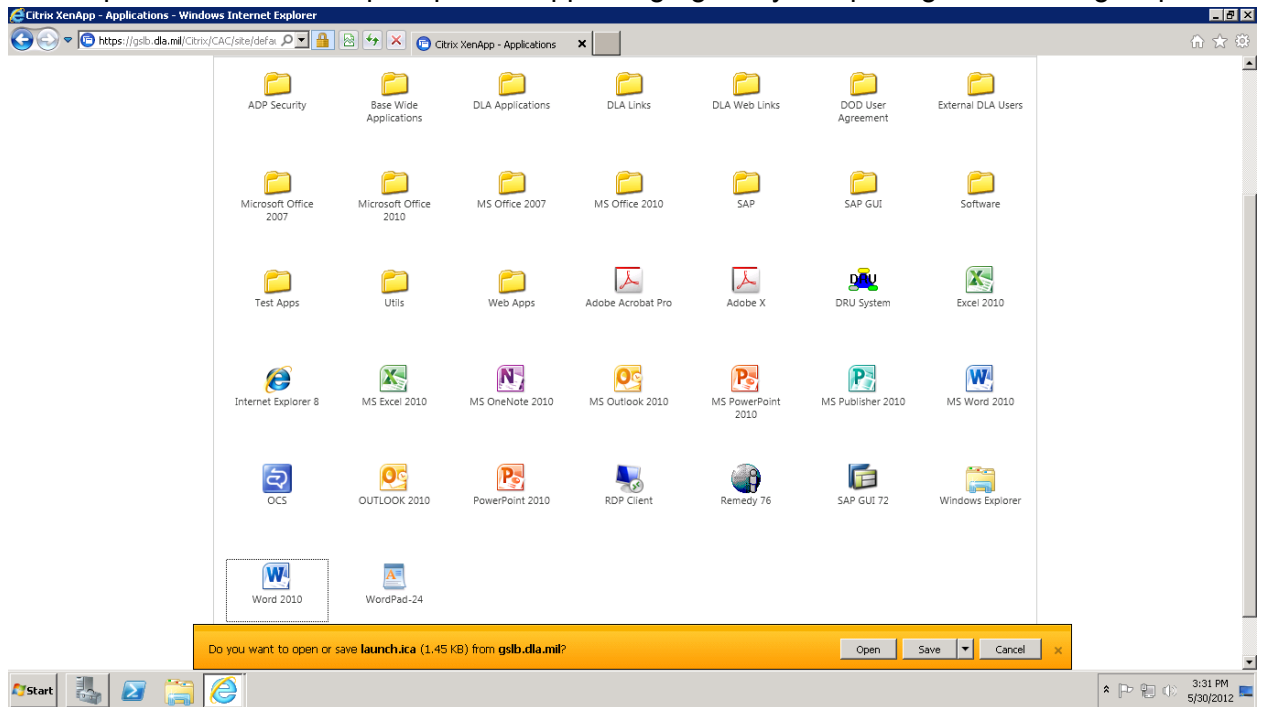 Citrix XenApp - Applications - Windows Internet Explorer
https://gslb.dla.mil/Citrix/CAC/site/defau
Citrix XenApp - Applications
ADP Security
Base Wide Applications
DLA Applications
DLA Links
DLA Web Links
DOD User Agreement
External DLA Users
Microsoft Office 2007
Microsoft Office 2010
MS Office 2007
MS Office 2010
SAP
SAP GUI
Software
Test Apps
Utils
Web Apps
Adobe Acrobat Pro
Adobe X
DRU System
Excel 2010
Internet Explorer 8
MS Excel 2010
MS OneNote 2010
MS Outlook 2010
MS PowerPoint 2010
MS Publisher 2010
MS Word 2010
OCS
OUTLOOK 2010
PowerPoint 2010
RDP Client
Remedy 76
SAP GUI 72
Windows Explorer
Word 2010
WordPad-24
Do you want to open or save launch.ica (1.45 KB) from gslb.dla.mil?
Open
Save
Cancel
Start
3:31 PM
5/30/2012